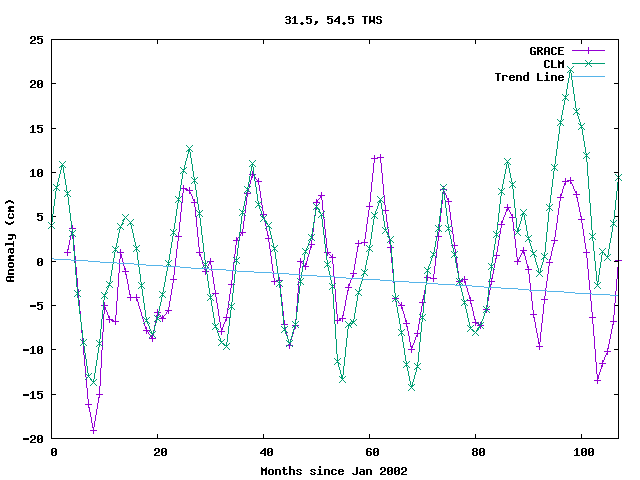 31.5, 54.5 TWS
GRACE
CLM
Trend Line
25
20
15
10
5
0
-5
-10
-15
-20
Anomaly (cm)
0 20 40 60 80 100
Months since Jan 2002